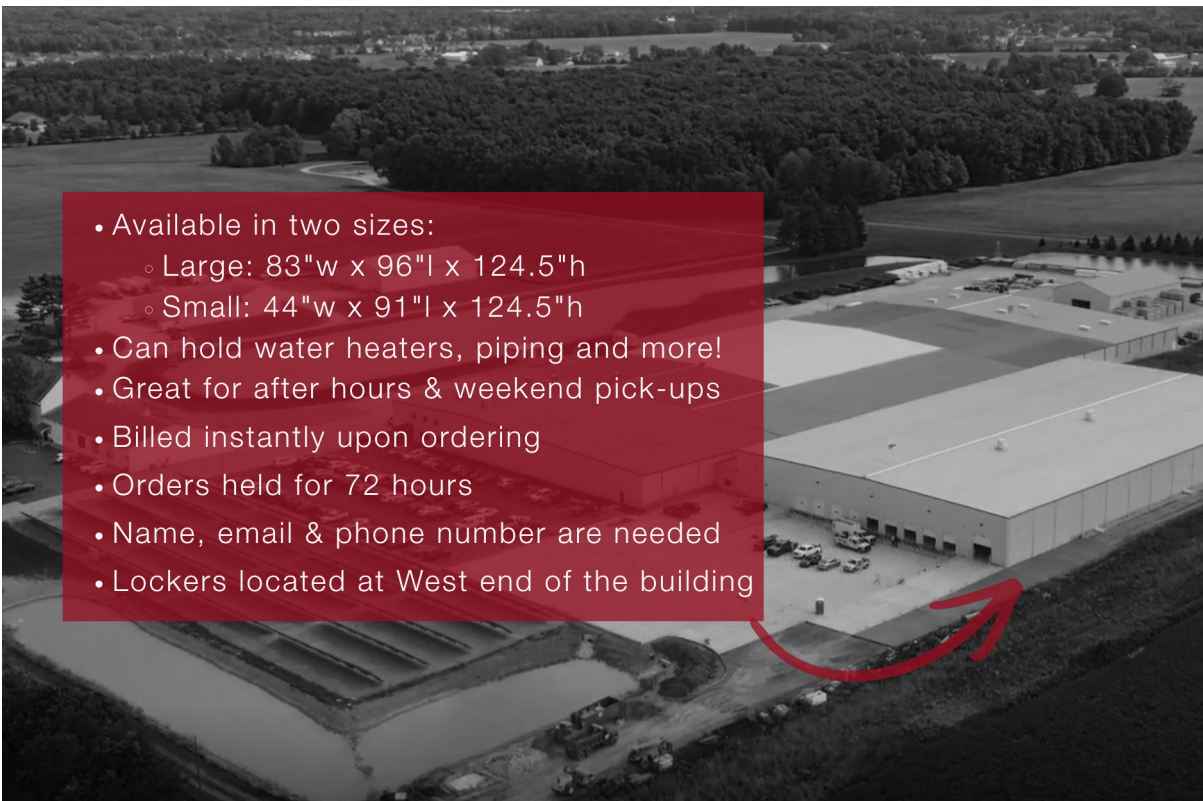 • Available in two sizes:
◦ Large: 83"w x 96"l x 124.5"h
◦ Small: 44"w x 91"l x 124.5"h
• Can hold water heaters, piping and more!
• Great for after hours & weekend pick-ups
• Billed instantly upon ordering
• Orders held for 72 hours
• Name, email & phone number are needed
• Lockers located at West end of the building